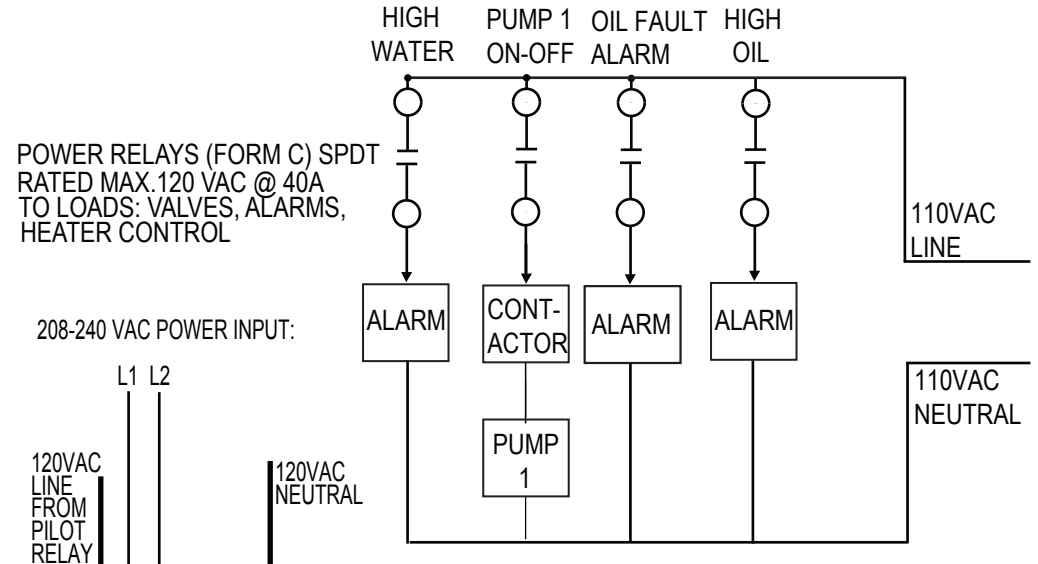 HIGH
WATER
PUMP 1
ON-OFF
OIL FAULT
ALARM
HIGH
OIL
POWER RELAYS (FORM C) SPDT
RATED MAX.120 VAC @ 40A
TO LOADS: VALVES, ALARMS,
HEATER CONTROL
110VAC
LINE
ALARM
CONT-
ACTOR
ALARM
ALARM
208-240 VAC POWER INPUT:
L1 L2
110VAC
NEUTRAL
PUMP
1
120VAC
LINE
FROM
PILOT
RELAY
120VAC
NEUTRAL